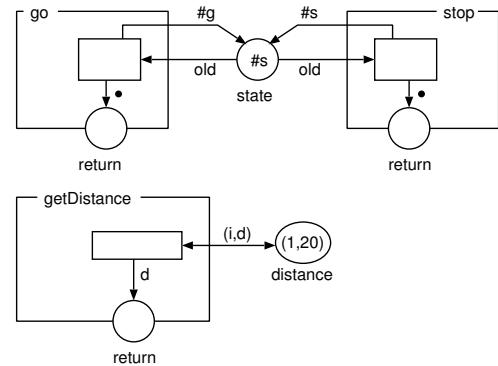 go #g #s stop
old #s old
state
• •
return return
getDistance
(i,d) (1,20)
d distance
return